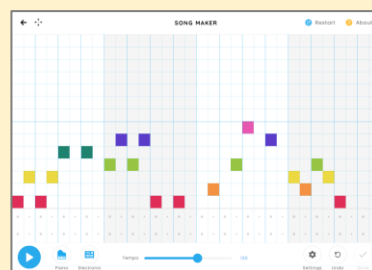 SONG MAKER
Restart
About
Tempo
Piano
Electronic
Settings
Undo